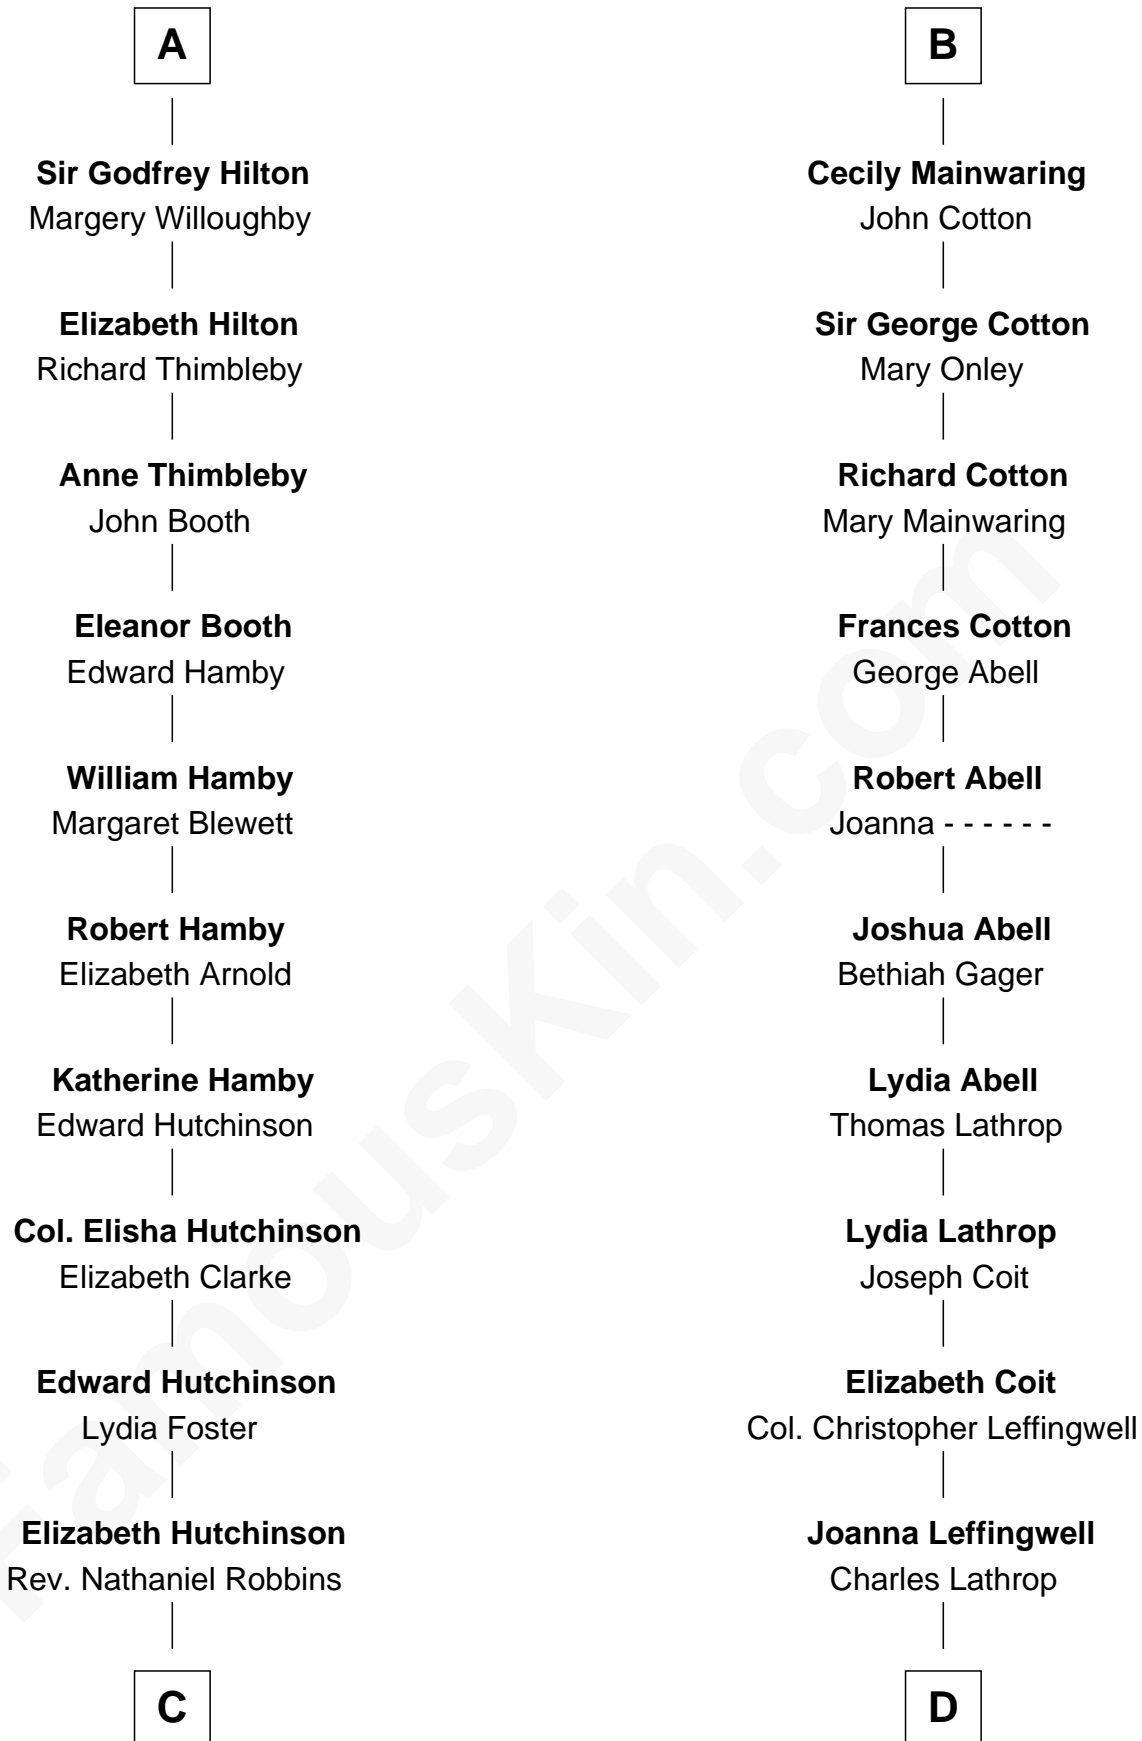 A
Sir Godfrey Hilton
Margery Willoughby
Elizabeth Hilton
Richard Thimbleby
Anne Thimbleby
John Booth
Eleanor Booth
Edward Hamby
William Hamby
Margaret Blewett
Robert Hamby
Elizabeth Arnold
Katherine Hamby
Edward Hutchinson
Col. Elisha Hutchinson
Elizabeth Clarke
Edward Hutchinson
Lydia Foster
Elizabeth Hutchinson
Rev. Nathaniel Robbins
C
B
Cecily Mainwaring
John Cotton
Sir George Cotton
Mary Onley
Richard Cotton
Mary Mainwaring
Frances Cotton
George Abell
Robert Abell
Joanna - - - - - -
Joshua Abell
Bethiah Gager
Lydia Abell
Thomas Lathrop
Lydia Lathrop
Joseph Coit
Elizabeth Coit
Col. Christopher Leffingwell
Joanna Leffingwell
Charles Lathrop
D
FamousKin.com